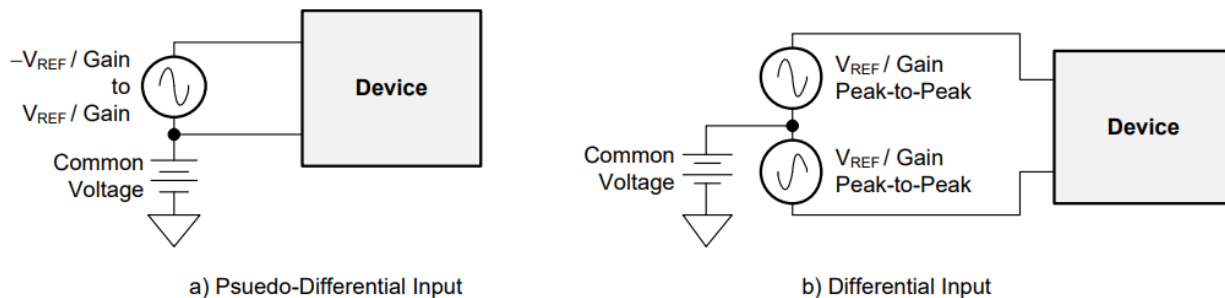 –VREF / Gain
to
VREF / Gain
Device
Common
Voltage
a) Psuedo-Differential Input
VREF / Gain
Peak-to-Peak
Common
Voltage
VREF / Gain
Peak-to-Peak
Device
b) Differential Input